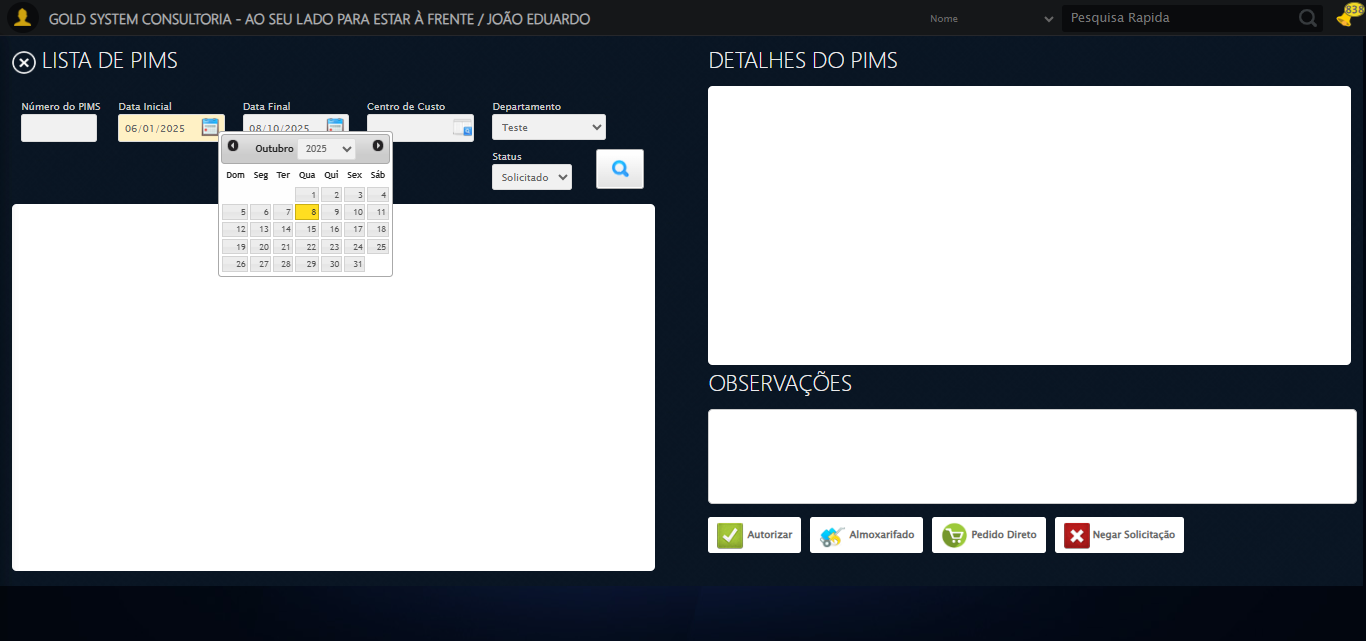 GOLD SYSTEM CONSULTORIA - AO SEU LADO PARA ESTAR À FRENTE / JOÃO EDUARDO
Nome
Pesquisa Rapida
838
LISTA DE PIMS
Número do PIMS
Data Inicial
06/01/2025
Data Final
08/10/2025
Centro de Custo
Departamento
Teste
Status
Solicitado
Outubro 2025
Dom Seg Ter Qua Qui Sex Sáb
1 2 3 4
5 6 7 8 9 10 11
12 13 14 15 16 17 18
19 20 21 22 23 24 25
26 27 28 29 30 31
DETALHES DO PIMS
OBSERVAÇÕES
Autorizar
Almoxarifado
Pedido Direto
Negar Solicitação